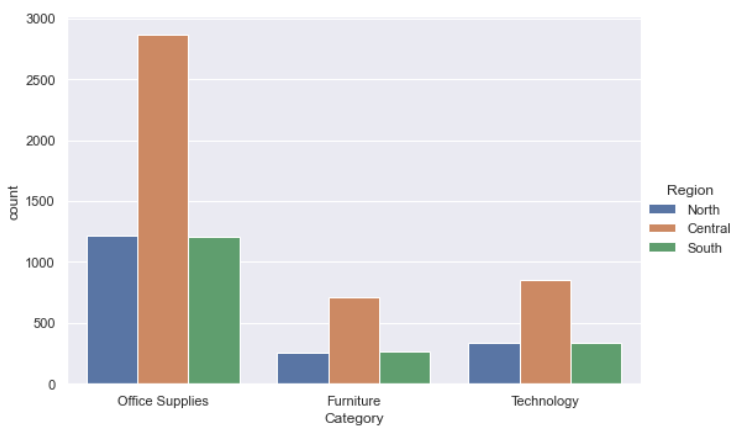 3000
2500
2000
1500
1000
500
0
count
Office Supplies
Furniture
Technology
Category
Region
North
Central
South